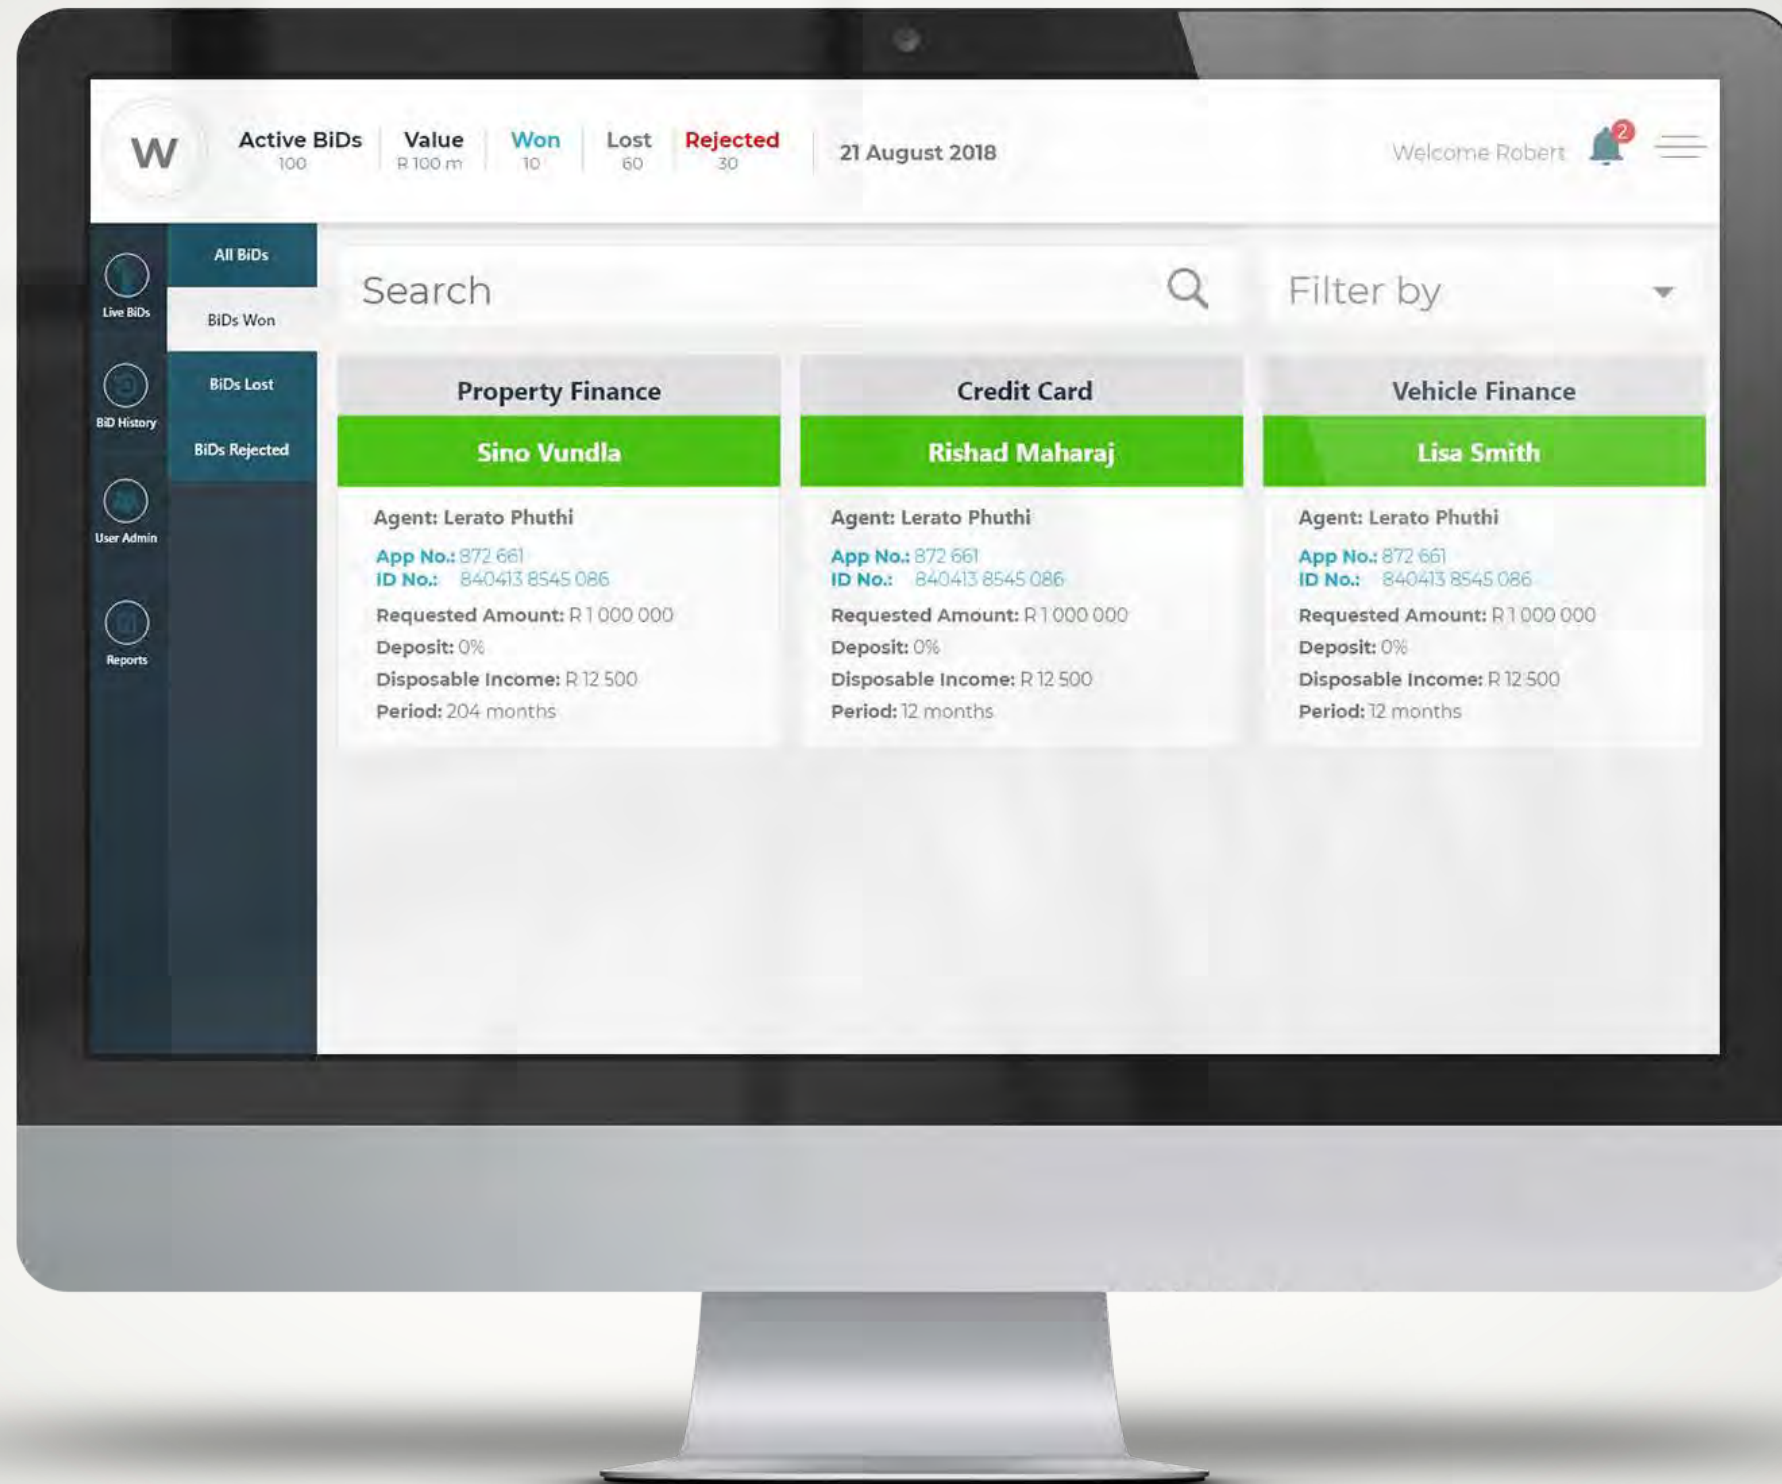 W
Active BiDs Value Won Lost Rejected
100 R 100 m 10 60 30
21 August 2018
Welcome Robert
2
Live BiDs
BiD History
User Admin
Reports
All BiDs
BiDs Won
BiDs Lost
BiDs Rejected
Search
Filter by
Property Finance
Sino Vundla
Agent: Lerato Phuthi
App No.: 872 661
ID No.: 840413 8545 086
Requested Amount: R 1 000 000
Deposit: 0%
Disposable Income: R 12 500
Period: 204 months
Credit Card
Rishad Maharaj
Agent: Lerato Phuthi
App No.: 872 661
ID No.: 840413 8545 086
Requested Amount: R 1 000 000
Deposit: 0%
Disposable Income: R 12 500
Period: 12 months
Vehicle Finance
Lisa Smith
Agent: Lerato Phuthi
App No.: 872 661
ID No.: 840413 8545 086
Requested Amount: R 1 000 000
Deposit: 0%
Disposable Income: R 12 500
Period: 12 months